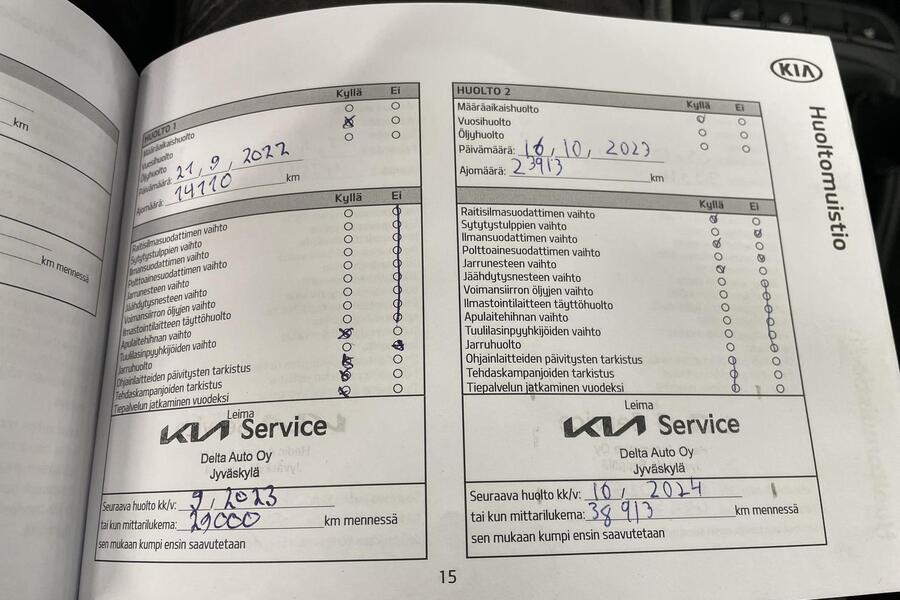 km
km mennessä
HUOLTO 1
Kyllä Ei
Määräaikaishuolto
Vuosihuolto
Öljyhuolto
Päivämäärä: 21, 9, 2022
Ajomäärä: 14110 km
Kyllä Ei
Raitisilmasuodattimen vaihto
Sytytystulppien vaihto
Ilmansuodattimen vaihto
Polttoainesuodattimen vaihto
Jarrunesteen vaihto
Jäähdytysnesteen vaihto
Voimansiirron öljyjen vaihto
Ilmastointilaitteen täyttöhuolto
Apulaitehihnan vaihto
Tuulilasinpyyhkijöiden vaihto
Jarruhuolto
Ohjainlaitteiden päivitysten tarkistus
Tehdaskampanjoiden tarkistus
Tiepalvelun jatkaminen vuodeksi
Leima
KIA Service
Delta Auto Oy
Jyväskylä
Seuraava huolto kk/v: 9, 2023
tai kun mittarilukema: 29000 km mennessä
sen mukaan kumpi ensin saavutetaan
HUOLTO 2
Kyllä Ei
Määräaikaishuolto
Vuosihuolto
Öljyhuolto
Päivämäärä: 16, 10, 2023
Ajomäärä: 23913 km
Kyllä Ei
Raitisilmasuodattimen vaihto
Sytytystulppien vaihto
Ilmansuodattimen vaihto
Polttoainesuodattimen vaihto
Jarrunesteen vaihto
Jäähdytysnesteen vaihto
Voimansiirron öljyjen vaihto
Ilmastointilaitteen täyttöhuolto
Apulaitehihnan vaihto
Tuulilasinpyyhkijöiden vaihto
Jarruhuolto
Ohjainlaitteiden päivitysten tarkistus
Tehdaskampanjoiden tarkistus
Tiepalvelun jatkaminen vuodeksi
Leima
KIA Service
Delta Auto Oy
Jyväskylä
Seuraava huolto kk/v: 10, 2024
tai kun mittarilukema: 38913 km mennessä
sen mukaan kumpi ensin saavutetaan
KIA
Huoltomuistio
15